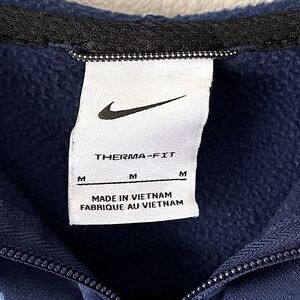 THERMA-FIT
M M M
MADE IN VIETNAM
FABRIQUE AU VIETNAM